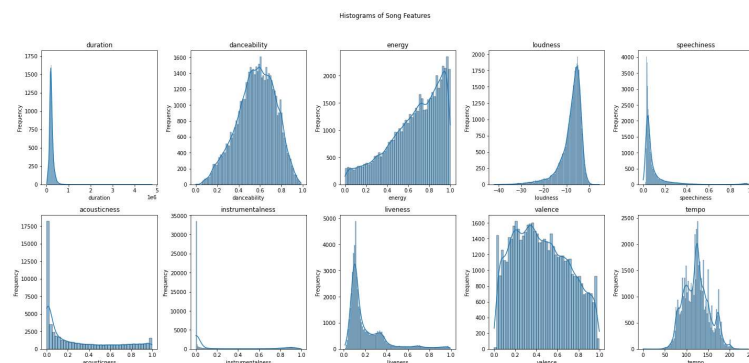 Histograms of Song Features
duration danceability energy loudness speechiness
Frequency Frequency Frequency Frequency Frequency
1750 1500 1250 1000 750 500 250 0
1600 1400 1200 1000 800 600 400 200 0
2000 1500 1000 500 0
2000 1750 1500 1250 1000 750 500 250 0
4000 3500 3000 2500 2000 1500 1000 500 0
0 1 2 3 4 5
1e6
0.0 0.2 0.4 0.6 0.8 1.0
0.0 0.2 0.4 0.6 0.8 1.0
−40 −30 −20 −10 0
0.0 0.2 0.4 0.6 0.8
duration danceability energy loudness speechiness
acousticness instrumentalness liveness valence tempo
Frequency Frequency Frequency Frequency Frequency
17500 15000 12500 10000 7500 5000 2500 0
35000 30000 25000 20000 15000 10000 5000 0
5000 4000 3000 2000 1000 0
1600 1400 1200 1000 800 600 400 200 0
2500 2000 1500 1000 500 0
0.0 0.2 0.4 0.6 0.8 1.0
0.0 0.2 0.4 0.6 0.8 1.0
0.0 0.2 0.4 0.6 0.8 1.0
0.0 0.2 0.4 0.6 0.8 1.0
0 50 100 150 200
acousticness instrumentalness liveness valence tempo